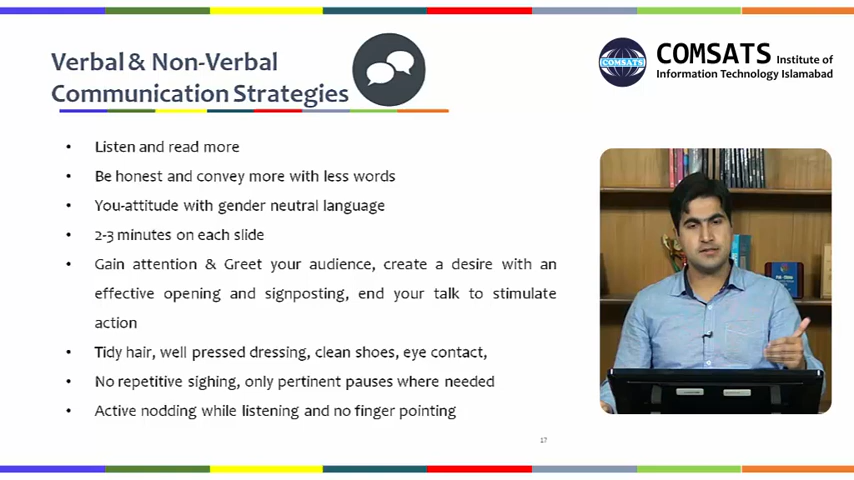 Verbal & Non-Verbal
Communication Strategies
COMSATS
COMSATS Institute of
Information Technology Islamabad
• Listen and read more
• Be honest and convey more with less words
• You-attitude with gender neutral language
• 2-3 minutes on each slide
• Gain attention & Greet your audience, create a desire with an
effective opening and signposting, end your talk to stimulate
action
• Tidy hair, well pressed dressing, clean shoes, eye contact,
• No repetitive sighing, only pertinent pauses where needed
• Active nodding while listening and no finger pointing
17